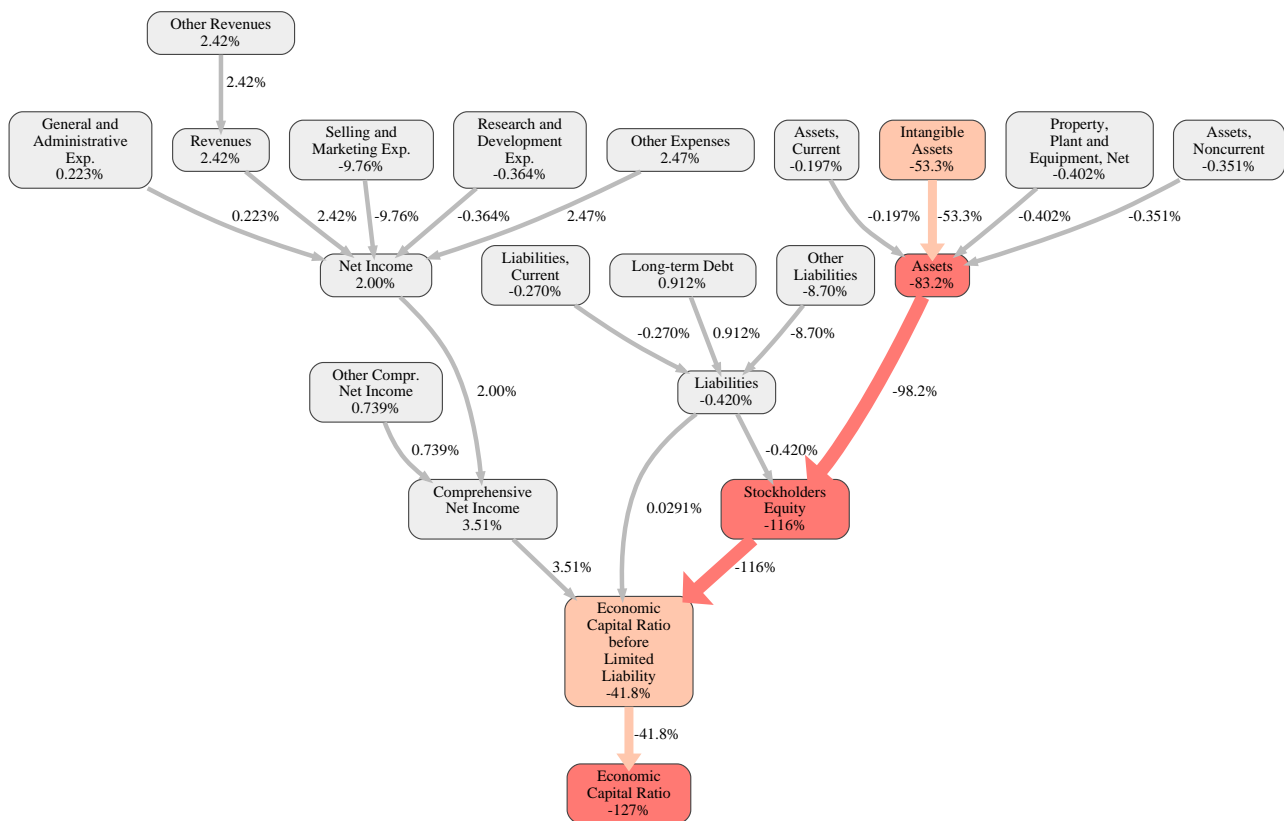 Other Revenues
2.42%
2.42%
General and
Administrative
Exp.
0.223%
Revenues
2.42%
Selling and
Marketing Exp.
-9.76%
Research and
Development
Exp.
-0.364%
Other Expenses
2.47%
Assets,
Current
-0.197%
Intangible
Assets
-53.3%
Property,
Plant and
Equipment, Net
-0.402%
Assets,
Noncurrent
-0.351%
0.223%
2.42%
-9.76%
-0.364%
2.47%
-0.197%
-53.3%
-0.402%
-0.351%
Net Income
2.00%
Liabilities,
Current
-0.270%
Long-term Debt
0.912%
Other
Liabilities
-8.70%
Assets
-83.2%
-0.270%
0.912%
-8.70%
Other Compr.
Net Income
0.739%
2.00%
Liabilities
-0.420%
-98.2%
0.739%
-0.420%
Comprehensive
Net Income
3.51%
0.0291%
Stockholders
Equity
-116%
3.51%
-116%
Economic
Capital Ratio
before
Limited
Liability
-41.8%
-41.8%
Economic
Capital Ratio
-127%